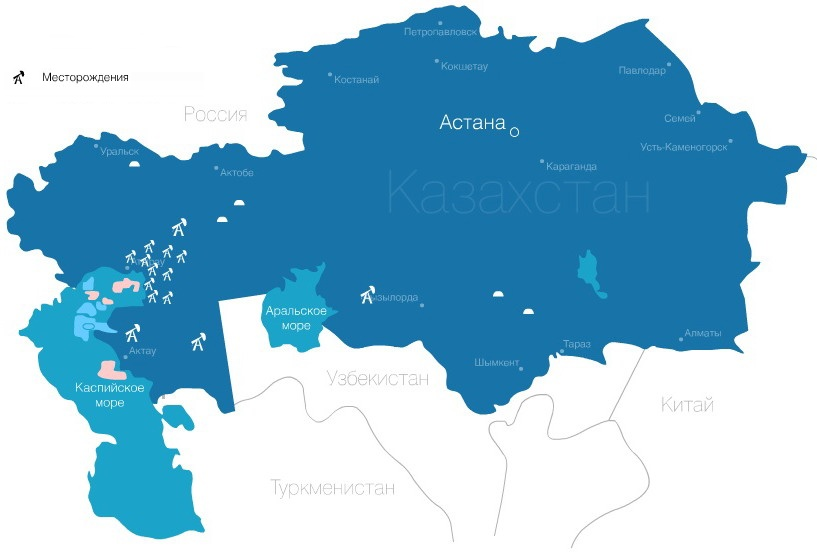 Петропавловск
Кокшетау
Месторождения
Костанай
Павлодар
Россия
Астана
Семей
Усть-Каменогорск
Уральск
Актобе
Караганда
Казахстан
Аральское
море
Актау
Алматы
Тараз
Шымкент
Узбекистан
Каспийское
море
Китай
Туркменистан